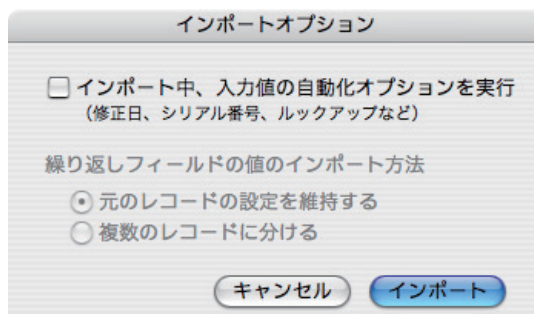 インポートオプション
インポート中、入力値の自動化オプションを実行
（修正日、シリアル番号、ルックアップなど）
繰り返しフィールドの値のインポート方法
元のレコードの設定を維持する
複数のレコードに分ける
キャンセル インポート